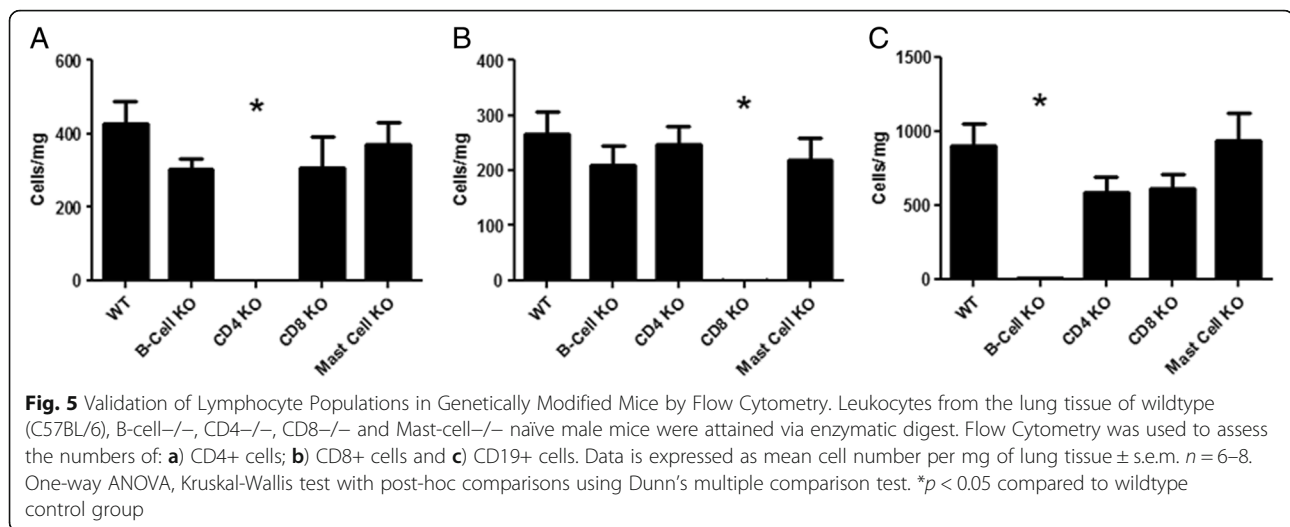 A
B
C
600
400
200
0
Cells/mg
WT
B-Cell KO
CD4 KO
CD8 KO
Mast Cell KO
*
400
300
200
100
0
Cells/mg
WT
B-Cell KO
CD4 KO
CD8 KO
Mast Cell KO
*
1500
1000
500
0
Cells/mg
WT
B-Cell KO
CD4 KO
CD8 KO
Mast Cell KO
*
Fig. 5 Validation of Lymphocyte Populations in Genetically Modified Mice by Flow Cytometry. Leukocytes from the lung tissue of wildtype
(C57BL/6), B-cell−/−, CD4−/−, CD8−/− and Mast-cell−/− naïve male mice were attained via enzymatic digest. Flow Cytometry was used to assess
the numbers of: a) CD4+ cells; b) CD8+ cells and c) CD19+ cells. Data is expressed as mean cell number per mg of lung tissue ± s.e.m. n = 6–8.
One-way ANOVA, Kruskal-Wallis test with post-hoc comparisons using Dunn's multiple comparison test. *p < 0.05 compared to wildtype
control group